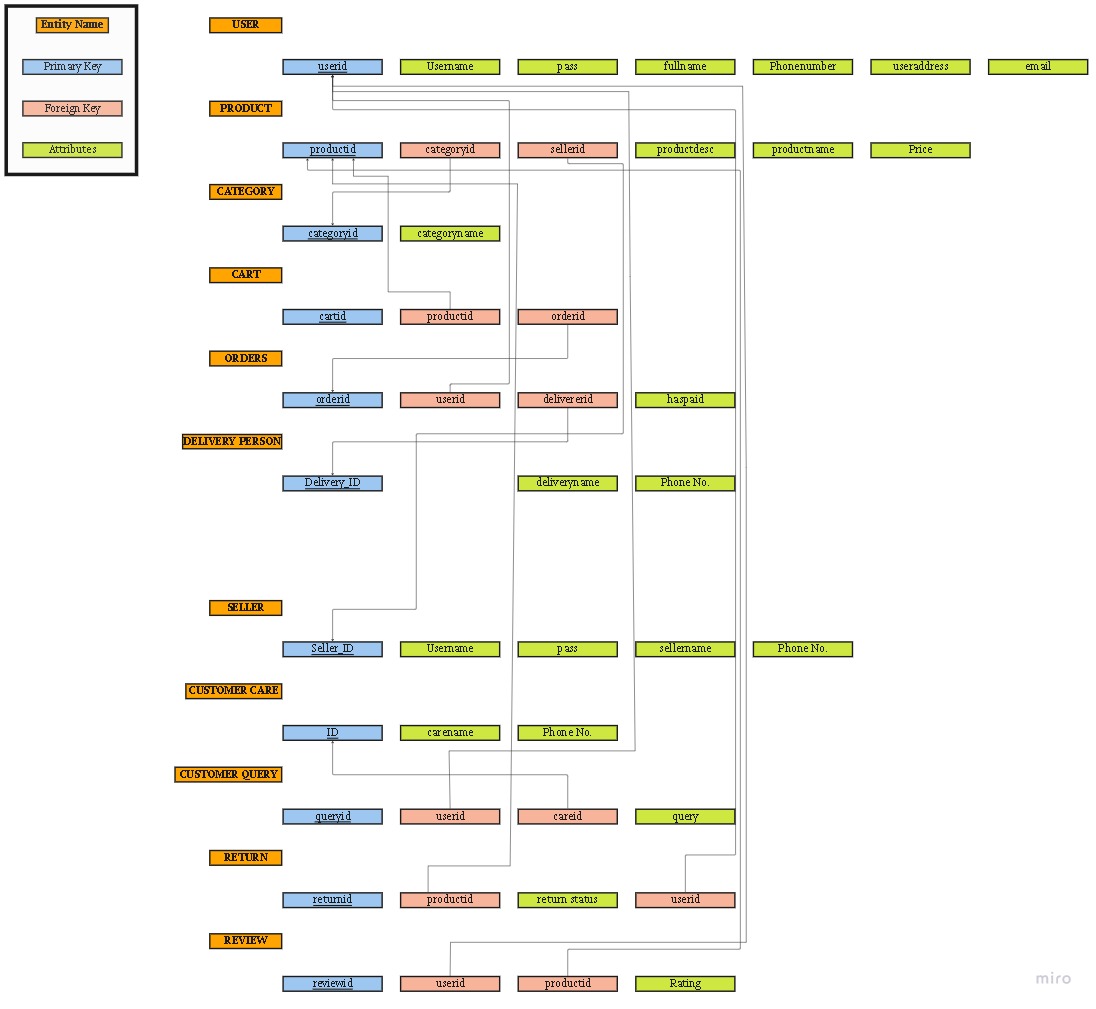 Entity Name
Primary Key
Foreign Key
Attributes
USER
userid Username pass fullname Phonenumber useraddress email
PRODUCT
productid categoryid sellerid productdesc productname Price
CATEGORY
categoryid categoryname
CART
cartid productid orderid
ORDERS
orderid userid delivererid haspaid
DELIVERY PERSON
Delivery_ID deliveryname Phone No.
SELLER
Seller_ID Username pass sellername Phone No.
CUSTOMER CARE
ID carename Phone No.
CUSTOMER QUERY
queryid userid careid query
RETURN
returnid productid return status userid
REVIEW
reviewid userid productid Rating
miro